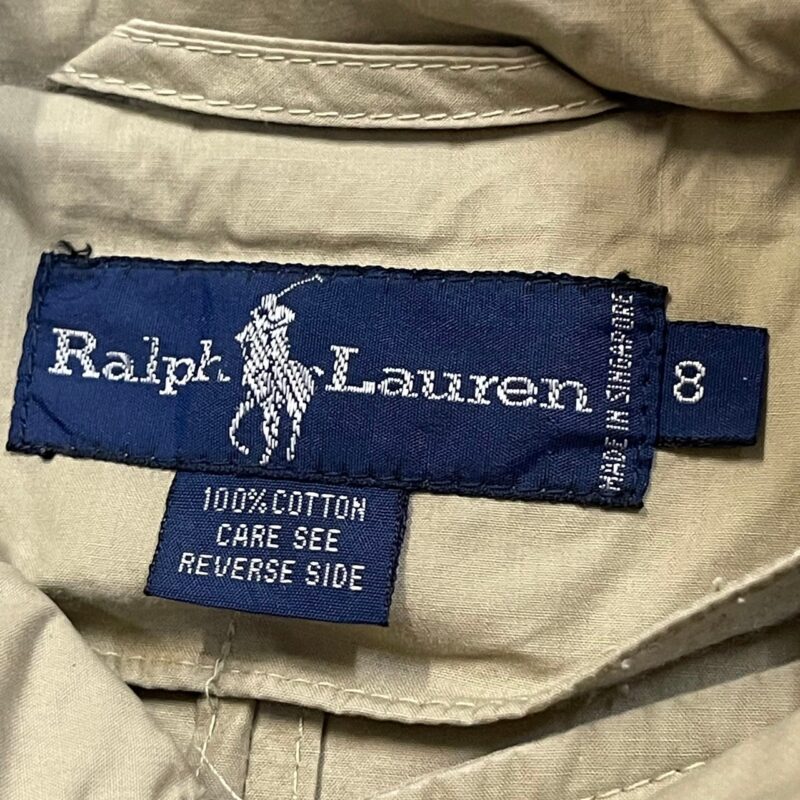 Ralph Lauren
MADE IN SINGAPORE
8
100% COTTON
CARE SEE
REVERSE SIDE